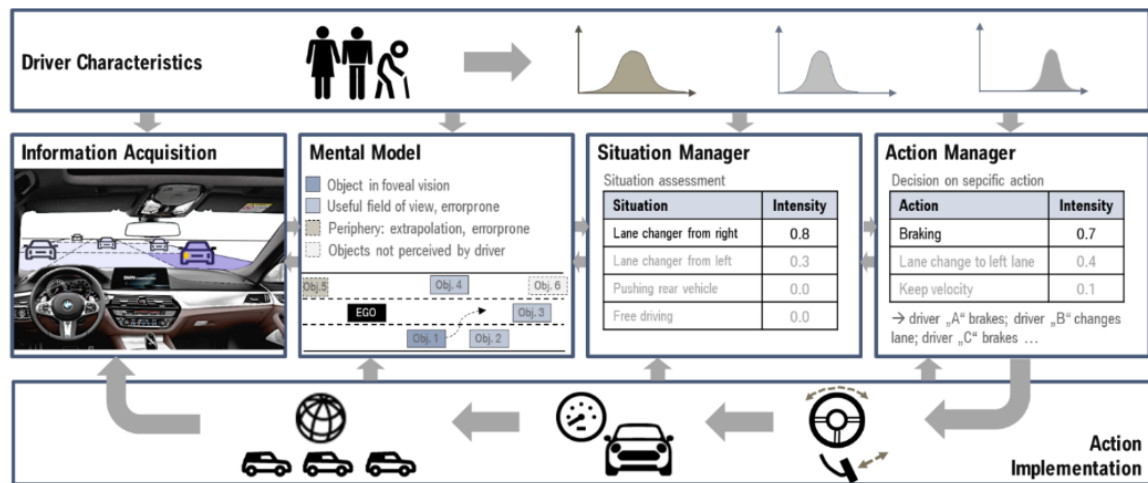 Driver Characteristics
Information Acquisition
Mental Model
Object in foveal vision
Useful field of view, errorprone
Periphery: extrapolation, errorprone
Objects not perceived by driver
Obj.5
Obj. 4
Obj. 6
EGO
Obj. 3
Obj. 1
Obj. 2
Situation Manager
Situation assessment
Situation Intensity
Lane changer from right 0.8
Lane changer from left 0.3
Pushing rear vehicle 0.0
Free driving 0.0
Action Manager
Decision on sepcific action
Action Intensity
Braking 0.7
Lane change to left lane 0.4
Keep velocity 0.1
→ driver „A“ brakes; driver „B“ changes
lane; driver „C“ brakes …
Action
Implementation